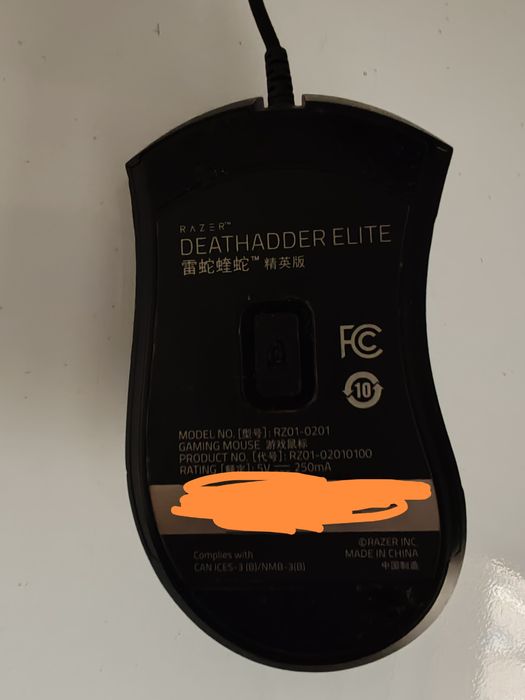 RAZER™
DEATHADDER ELITE
雷蛇蝰蛇™ 精英版
FC
10
MODEL NO. [型号]: RZ01-0201
GAMING MOUSE 游戏鼠标
PRODUCT NO. [代号]: RZ01-02010100
RATING [额定]: 5V ⎓ 250mA
©RAZER INC.
Complies with
MADE IN CHINA
CAN ICES-3(B)/NMB-3(B)
中国制造